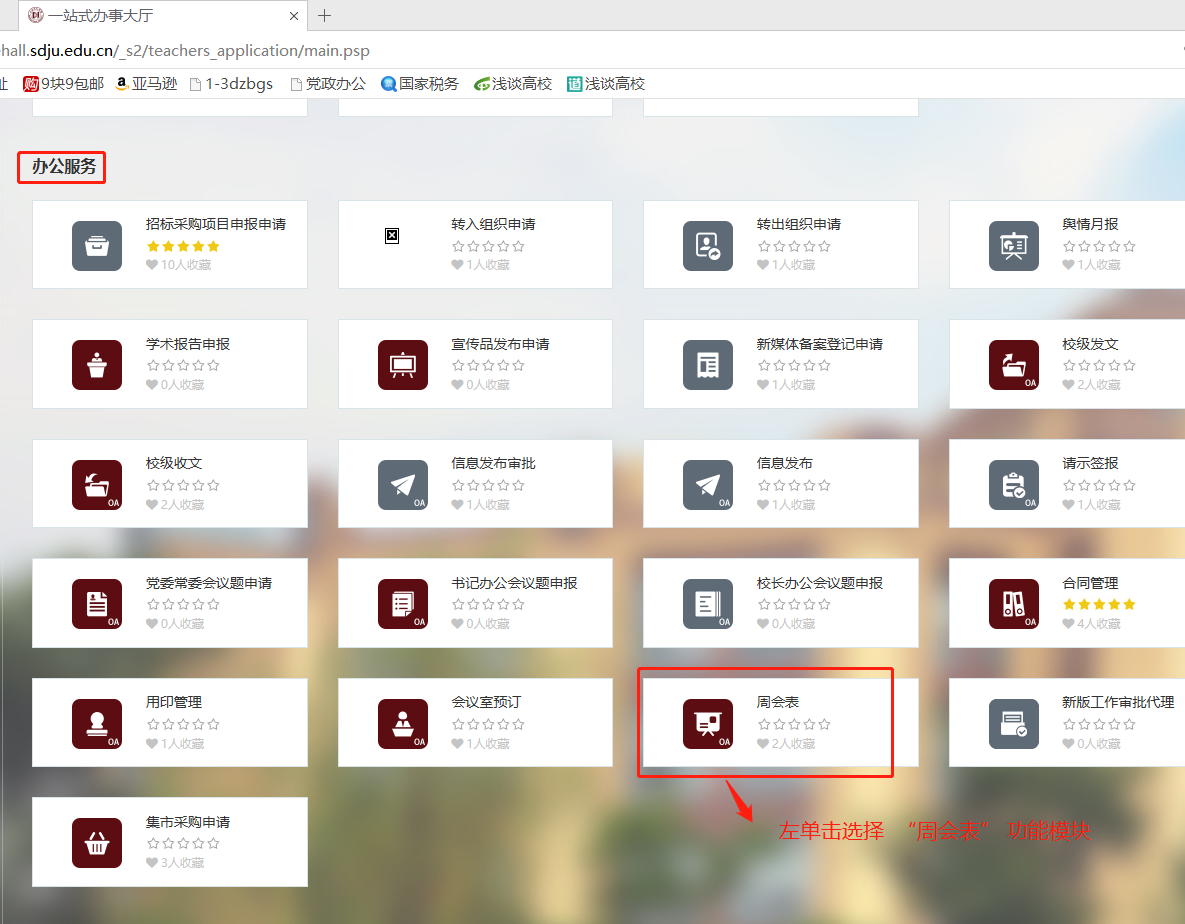 一站式办事大厅
hall.sdju.edu.cn/_s2/teachers_application/main.psp
址 购 9块9包邮 a 亚马逊 1-3dzbgs 党政办公 国家税务 浅谈高校 道 浅谈高校
办公服务
招标采购项目申报申请
10人收藏
转入组织申请
1人收藏
转出组织申请
1人收藏
舆情月报
1人收藏
学术报告申报
0人收藏
宣传品发布申请
0人收藏
新媒体备案登记申请
1人收藏
校级发文
OA
2人收藏
校级收文
OA
2人收藏
信息发布审批
OA
1人收藏
信息发布
OA
1人收藏
请示签报
OA
1人收藏
党委常委会议题申请
OA
0人收藏
书记办公会议题申报
OA
0人收藏
校长办公会议题申报
OA
0人收藏
合同管理
OA
4人收藏
用印管理
OA
1人收藏
会议室预订
OA
1人收藏
周会表
OA
2人收藏
新版工作审批代理
0人收藏
集市采购申请
3人收藏
左单击选择 “周会表” 功能模块